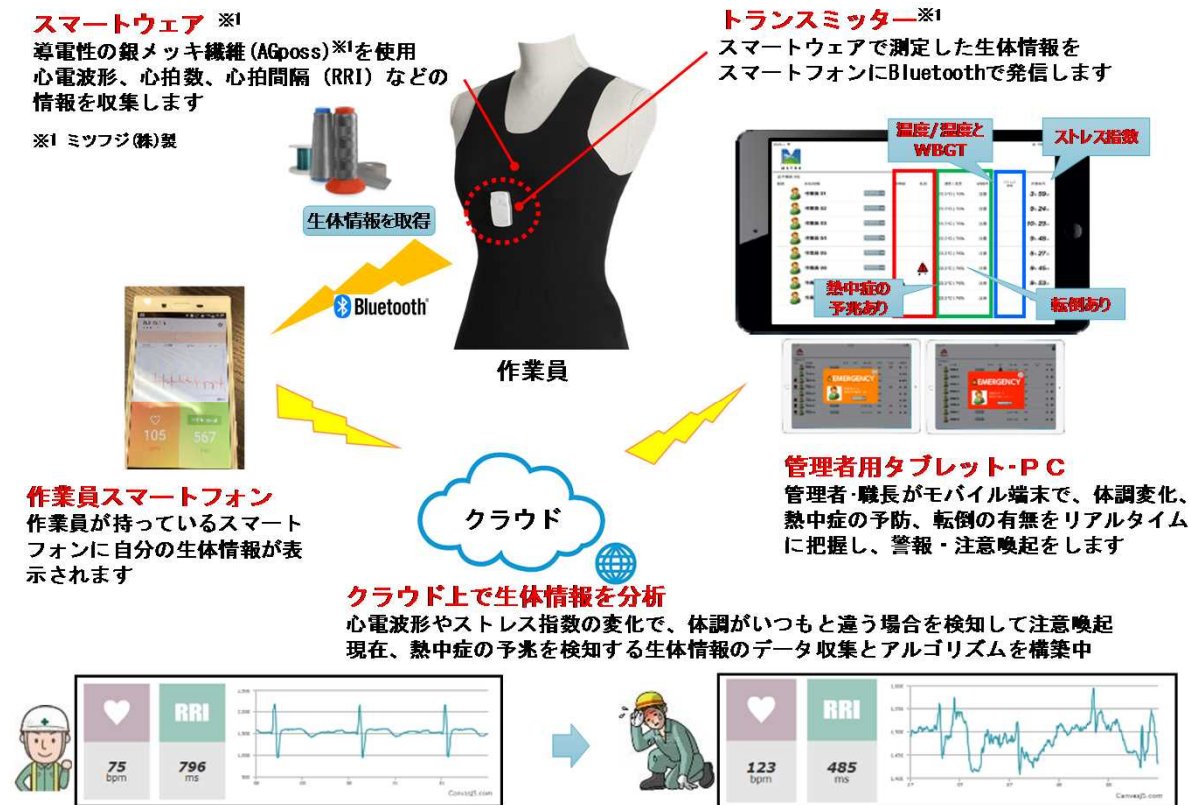 スマートウェア ※1
導電性の銀メッキ繊維(AGposs)※1を使用
心電波形、心拍数、心拍間隔（RRI）などの
情報を収集します
※1 ミツフジ(株)製
トランスミッター※1
スマートウェアで測定した生体情報を
スマートフォンにBluetoothで発信します
生体情報を取得
Bluetooth
作業員
温度/湿度と
WBGT
ストレス指数
熱中症の
予兆あり
転倒あり
EMERGENCY
EMERGENCY
105
567
作業員スマートフォン
作業員が持っているスマート
フォンに自分の生体情報が表
示されます
管理者用タブレット・ＰＣ
管理者・職長がモバイル端末で、体調変化、
熱中症の予防、転倒の有無をリアルタイム
に把握し、警報・注意喚起をします
クラウド
クラウド上で生体情報を分析
心電波形やストレス指数の変化で、体調がいつもと違う場合を検知して注意喚起
現在、熱中症の予兆を検知する生体情報のデータ収集とアルゴリズムを構築中
RRI
75
bpm
796
ms
CanvasJS.com
RRI
123
bpm
485
ms
CanvasJS.com